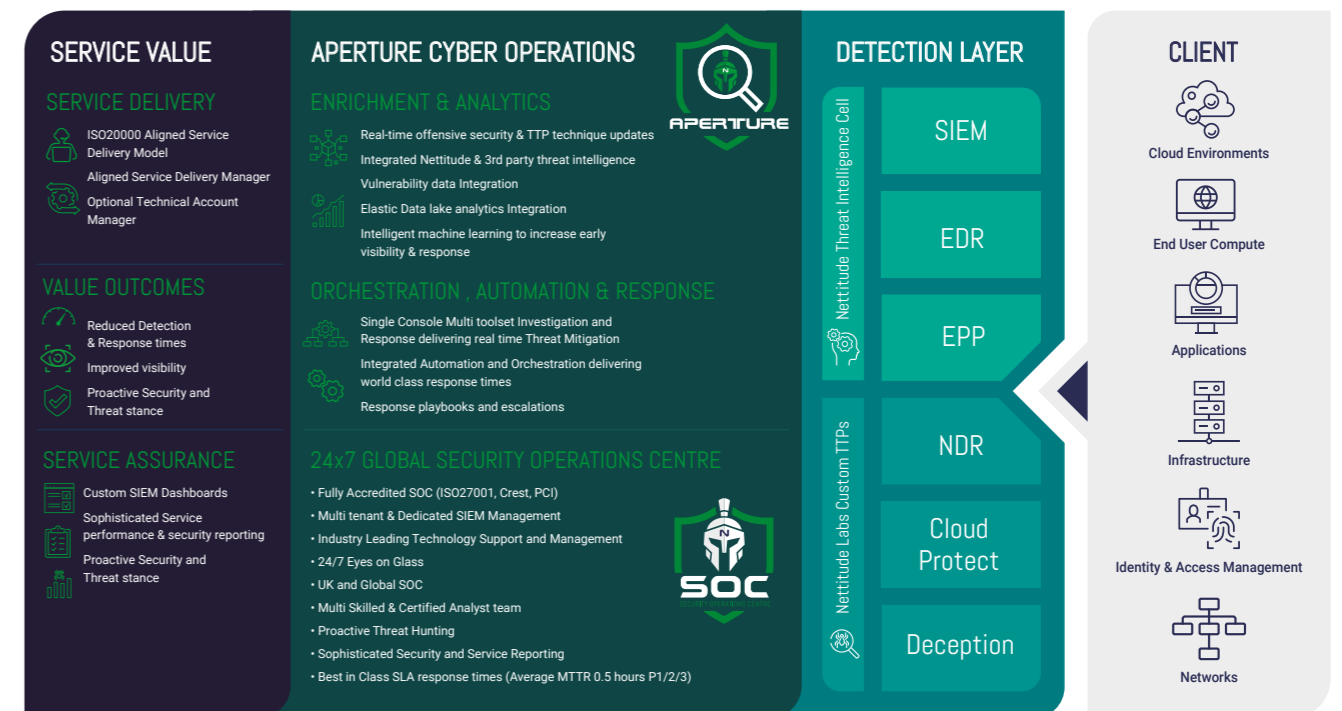 SERVICE VALUE
SERVICE DELIVERY
ISO20000 Aligned Service
Delivery Model
Aligned Service Delivery Manager
Optional Technical Account
Manager
VALUE OUTCOMES
Reduced Detection
& Response times
Improved visibility
Proactive Security and
Threat stance
SERVICE ASSURANCE
Custom SIEM Dashboards
Sophisticated Service
performance & security reporting
Proactive Security and
Threat stance
APERTURE CYBER OPERATIONS
N
APERTURE
ENRICHMENT & ANALYTICS
Real-time offensive security & TTP technique updates
Integrated Nettitude & 3rd party threat intelligence
Vulnerability data Integration
Elastic Data lake analytics Integration
Intelligent machine learning to increase early
visibility & response
ORCHESTRATION , AUTOMATION & RESPONSE
Single Console Multi toolset Investigation and
Response delivering real time Threat Mitigation
Integrated Automation and Orchestration delivering
world class response times
Response playbooks and escalations
24x7 GLOBAL SECURITY OPERATIONS CENTRE
• Fully Accredited SOC (ISO27001, Crest, PCI)
• Multi tenant & Dedicated SIEM Management
• Industry Leading Technology Support and Management
• 24/7 Eyes on Glass
• UK and Global SOC
• Multi Skilled & Certified Analyst team
• Proactive Threat Hunting
• Sophisticated Security and Service Reporting
• Best in Class SLA response times (Average MTTR 0.5 hours P1/2/3)
N
SOC
SECURITY OPERATIONS CENTRE
DETECTION LAYER
Nettitude Threat Intelligence Cell
Nettitude Labs Custom TTPs
SIEM
EDR
EPP
NDR
Cloud
Protect
Deception
CLIENT
Cloud Environments
End User Compute
Applications
Infrastructure
Identity & Access Management
Networks